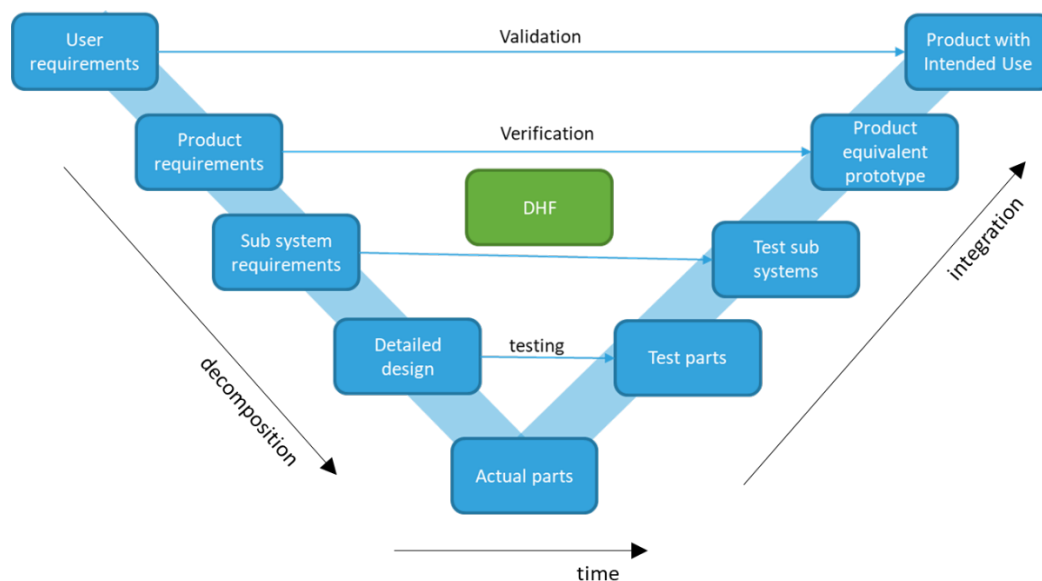 User
requirements
Validation
Product with
Intended Use
Product
requirements
Verification
Product
equivalent
prototype
DHF
Sub system
requirements
Test sub
systems
integration
Detailed
design
testing
Test parts
decomposition
Actual parts
time